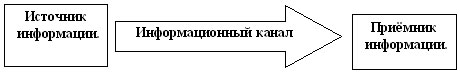 Источник
информации.
Информационный канал
Приёмник
информации.